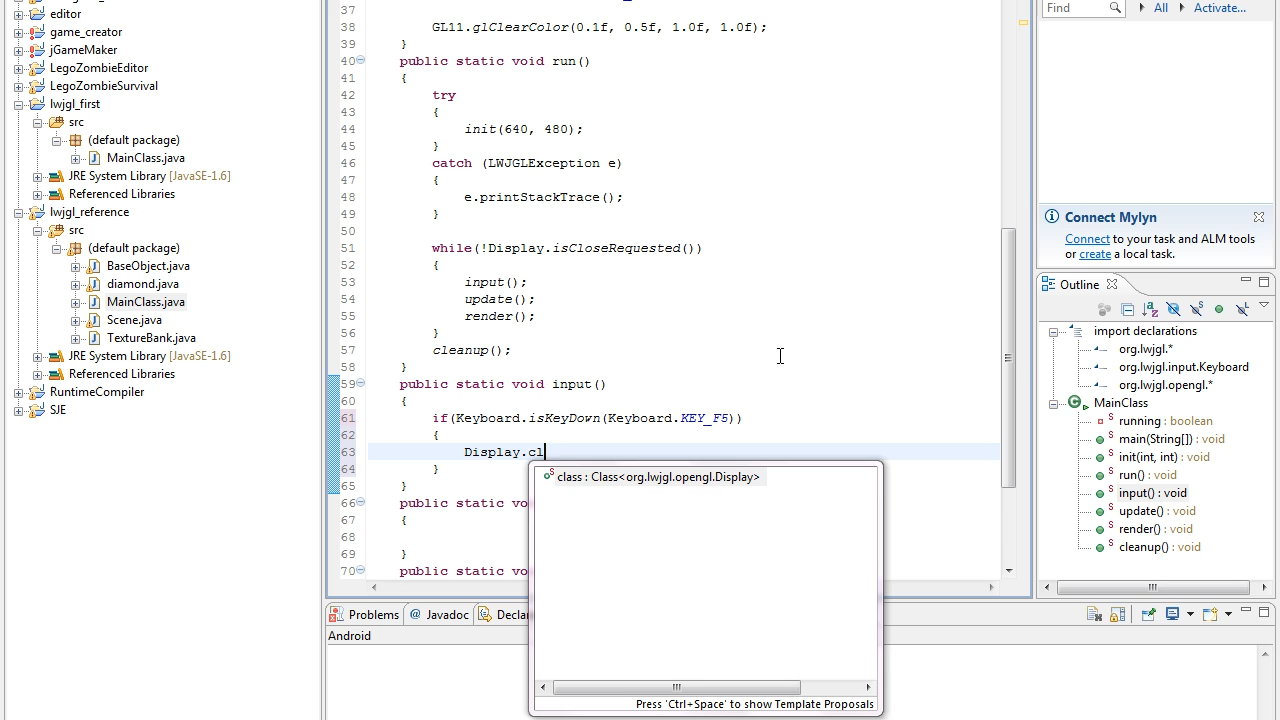 editor
game_creator
jGameMaker
LegoZombieEditor
LegoZombieSurvival
lwjgl_first
src
(default package)
MainClass.java
JRE System Library [JavaSE-1.6]
Referenced Libraries
lwjgl_reference
src
(default package)
BaseObject.java
diamond.java
MainClass.java
Scene.java
TextureBank.java
JRE System Library [JavaSE-1.6]
Referenced Libraries
RuntimeCompiler
SJE
37
38 GL11.glClearColor(0.1f, 0.5f, 1.0f, 1.0f);
39 }
40 public static void run()
41 {
42 try
43 {
44 init(640, 480);
45 }
46 catch (LWJGLException e)
47 {
48 e.printStackTrace();
49 }
50
51 while(!Display.isCloseRequested())
52 {
53 input();
54 update();
55 render();
56 }
57 cleanup();
58 }
59 public static void input()
60 {
61 if(Keyboard.isKeyDown(Keyboard.KEY_F5))
62 {
63 Display.cl
64 }
65 }
66 public static vo
67 {
68
69 }
70 public static vo
class : Class<org.lwjgl.opengl.Display>
Press 'Ctrl+Space' to show Template Proposals
Problems @ Javadoc Declar
Android
Find All Activate...
Connect Mylyn
Connect to your task and ALM tools
or create a local task.
Outline
import declarations
org.lwjgl.*
org.lwjgl.input.Keyboard
org.lwjgl.opengl.*
MainClass
running : boolean
main(String[]) : void
init(int, int) : void
run() : void
input() : void
update() : void
render() : void
cleanup() : void